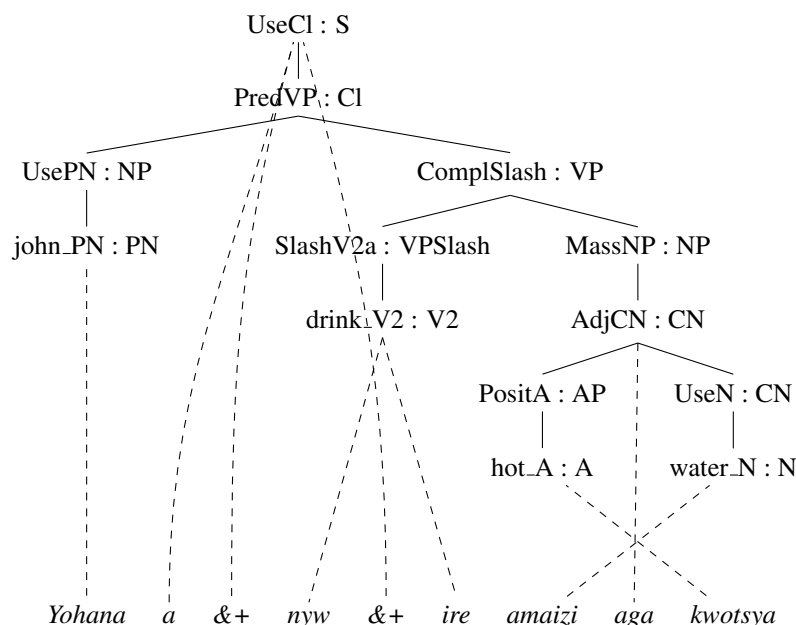 UseCl : S
PredVP : Cl
UsePN : NP ComplSlash : VP
john_PN : PN SlashV2a : VPSlash MassNP : NP
drink_V2 : V2 AdjCN : CN
PositA : AP UseN : CN
hot_A : A water_N : N
Yohana a &+ nyw &+ ire amaizi aga kwotsya